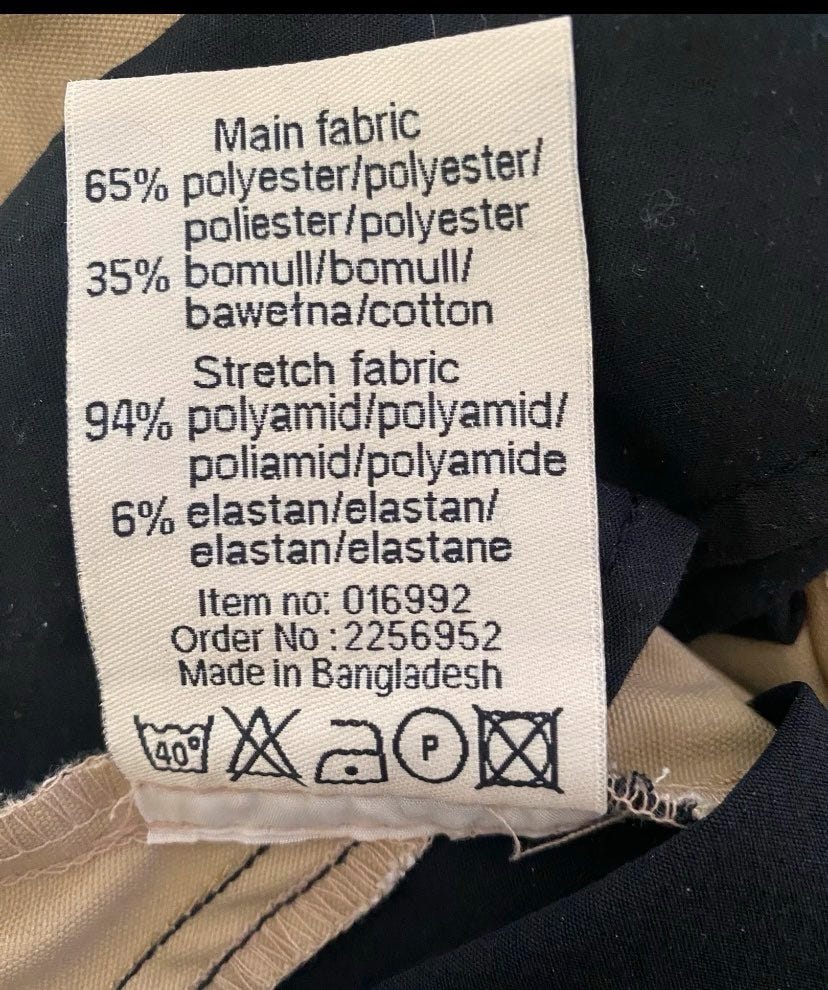 Main fabric
65% polyester/polyester/
poliester/polyester
35% bomull/bomull/
bawełna/cotton
Stretch fabric
94% polyamid/polyamid/
poliamid/polyamide
6% elastan/elastan/
elastan/elastane
Item no: 016992
Order No :2256952
Made in Bangladesh
40° P